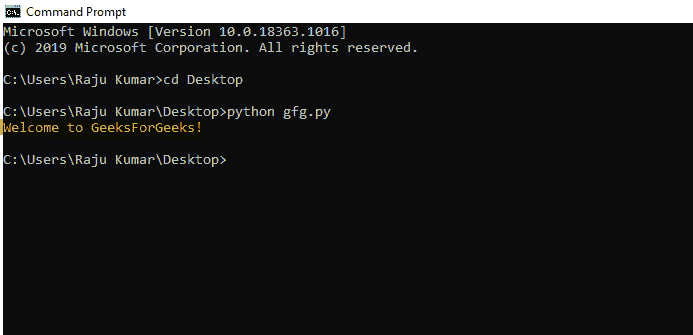 Command Prompt
Microsoft Windows [Version 10.0.18363.1016]
(c) 2019 Microsoft Corporation. All rights reserved.
C:\Users\Raju Kumar>cd Desktop
C:\Users\Raju Kumar\Desktop>python gfg.py
Welcome to GeeksForGeeks!
C:\Users\Raju Kumar\Desktop>